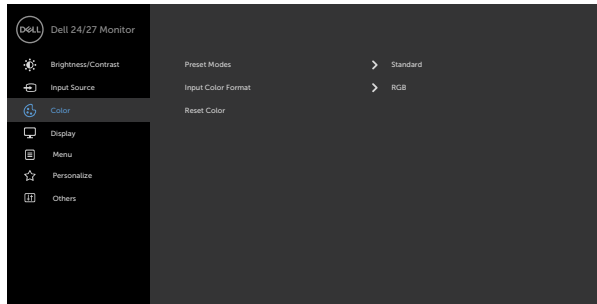 DELL Dell 24/27 Monitor
Brightness/Contrast Preset Modes Standard
Input Source Input Color Format RGB
Color Reset Color
Display
Menu
Personalize
Others